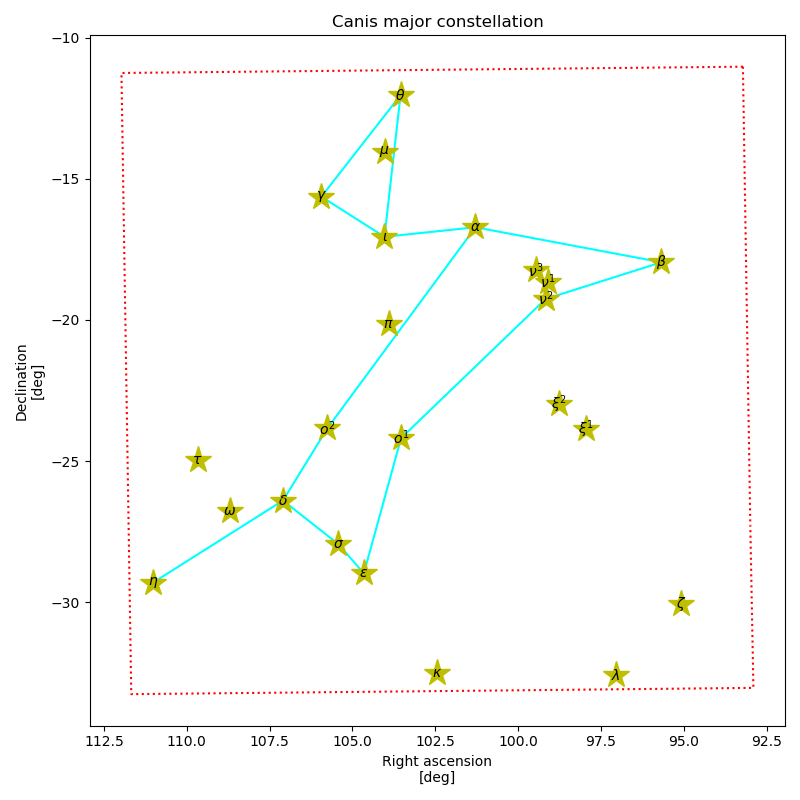 Canis major constellation
−10
θ
μ
−15
γ
ι
α
β
ν³
ν¹
ν²
−20
π
ο²
ο¹
ξ²
ξ¹
−25
τ
δ
ω
σ
ε
η
−30
ζ
κ
λ
Declination
[deg]
112.5 110.0 107.5 105.0 102.5 100.0 97.5 95.0 92.5
Right ascension
[deg]